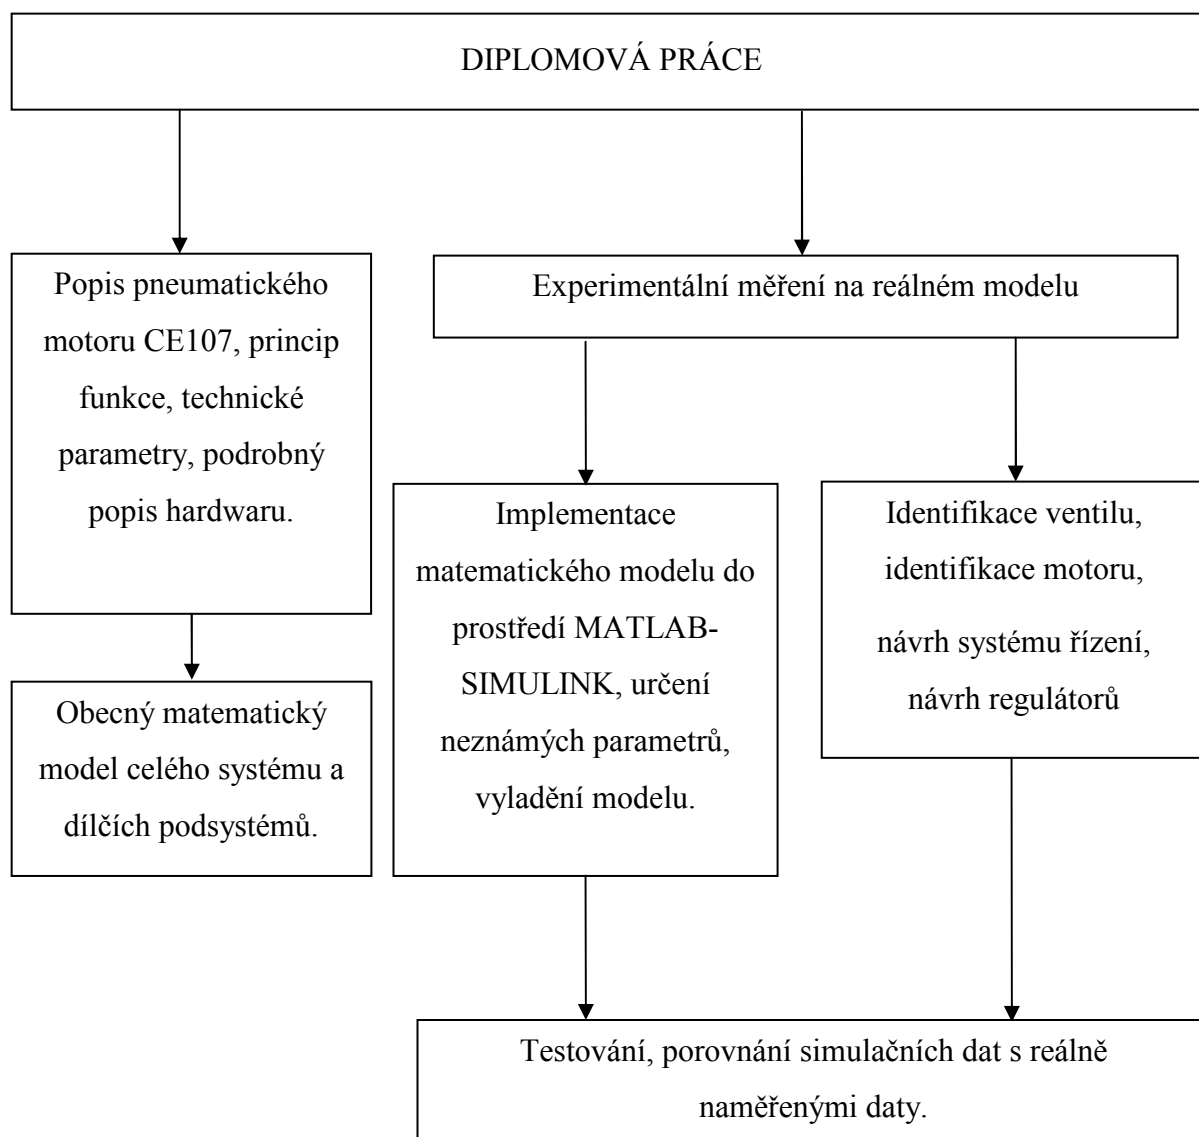 DIPLOMOVÁ PRÁCE
Popis pneumatického
motoru CE107, princip
funkce, technické
parametry, podrobný
popis hardwaru.
Obecný matematický
model celého systému a
dílčích podsystémů.
Experimentální měření na reálném modelu
Implementace
matematického modelu do
prostředí MATLAB-
SIMULINK, určení
neznámých parametrů,
vyladění modelu.
Identifikace ventilu,
identifikace motoru,
návrh systému řízení,
návrh regulátorů
Testování, porovnání simulačních dat s reálně
naměřenými daty.